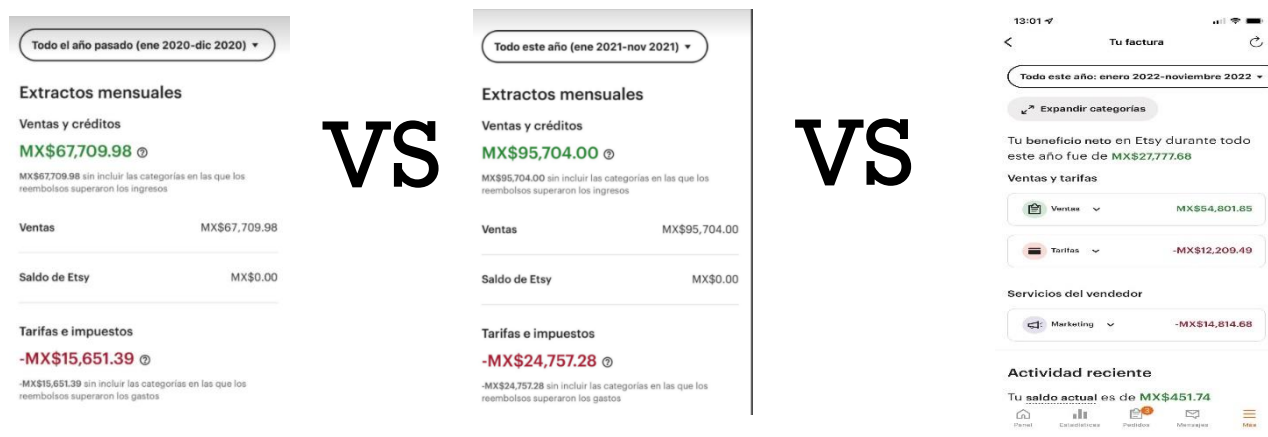 Todo el año pasado (ene 2020-dic 2020)
Extractos mensuales
Ventas y créditos
MX$67,709.98
MX$67,709.98 sin incluir las categorías en las que los
reembolsos superaron los ingresos
Ventas MX$67,709.98
Saldo de Etsy MX$0.00
Tarifas e impuestos
-MX$15,651.39
-MX$15,651.39 sin incluir las categorías en las que los
reembolsos superaron los gastos
VS
Todo este año (ene 2021-nov 2021)
Extractos mensuales
Ventas y créditos
MX$95,704.00
MX$95,704.00 sin incluir las categorías en las que los
reembolsos superaron los ingresos
Ventas MX$95,704.00
Saldo de Etsy MX$0.00
Tarifas e impuestos
-MX$24,757.28
-MX$24,757.28 sin incluir las categorías en las que los
reembolsos superaron los gastos
VS
13:01
Tu factura
Todo este año: enero 2022-noviembre 2022
Expandir categorías
Tu beneficio neto en Etsy durante todo
este año fue de MX$27,777.68
Ventas y tarifas
Ventas MX$54,801.85
Tarifas -MX$12,209.49
Servicios del vendedor
Marketing -MX$14,814.68
Actividad reciente
Tu saldo actual es de MX$451.74
Panel Estadísticas Pedidos Mensajes Más